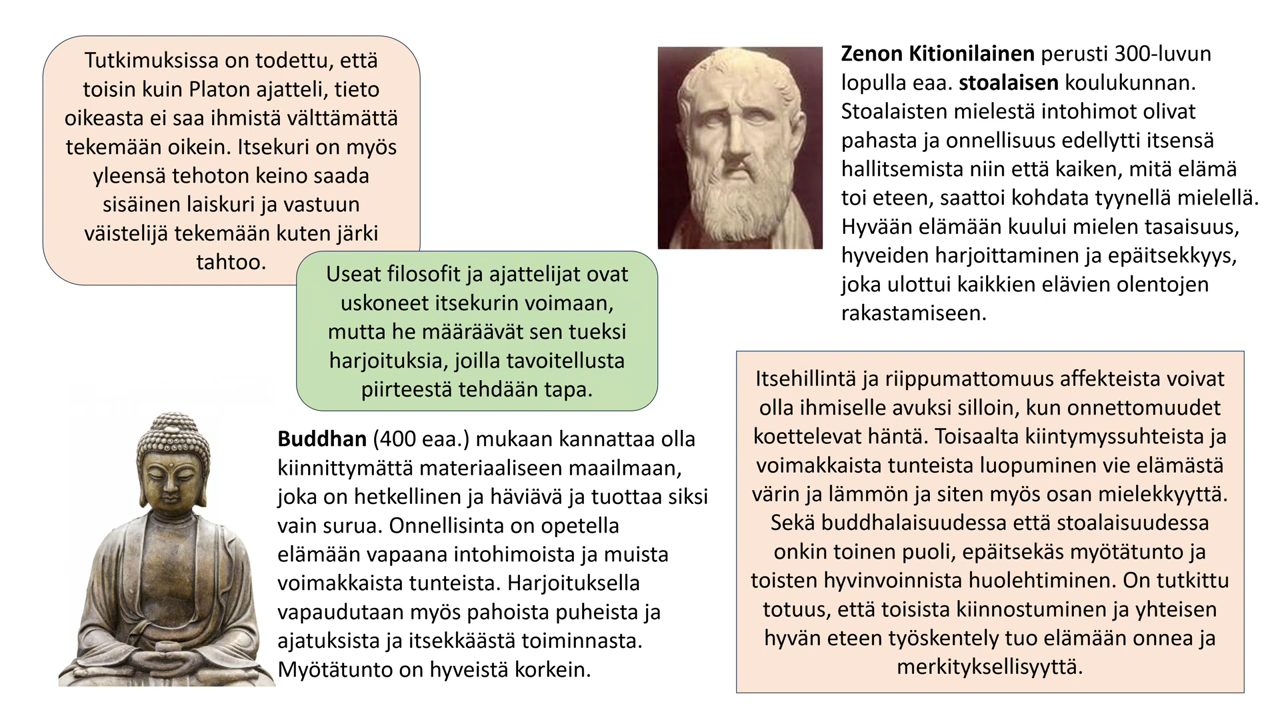 Tutkimuksissa on todettu, että
toisin kuin Platon ajatteli, tieto
oikeasta ei saa ihmistä välttämättä
tekemään oikein. Itsekuri on myös
yleensä tehoton keino saada
sisäinen laiskuri ja vastuun
väistelijä tekemään kuten järki
tahtoo.
Useat filosofit ja ajattelijat ovat
uskoneet itsekurin voimaan,
mutta he määräävät sen tueksi
harjoituksia, joilla tavoitellusta
piirteestä tehdään tapa.
Zenon Kitionilainen perusti 300-luvun
lopulla eaa. stoalaisen koulukunnan.
Stoalaisten mielestä intohimot olivat
pahasta ja onnellisuus edellytti itsensä
hallitsemista niin että kaiken, mitä elämä
toi eteen, saattoi kohdata tyynellä mielellä.
Hyvään elämään kuului mielen tasaisuus,
hyveiden harjoittaminen ja epäitsekkyys,
joka ulottui kaikkien elävien olentojen
rakastamiseen.
Buddhan (400 eaa.) mukaan kannattaa olla
kiinnittymättä materiaaliseen maailmaan,
joka on hetkellinen ja häviävä ja tuottaa siksi
vain surua. Onnellisinta on opetella
elämään vapaana intohimoista ja muista
voimakkaista tunteista. Harjoituksella
vapaudutaan myös pahoista puheista ja
ajatuksista ja itsekkäästä toiminnasta.
Myötätunto on hyveistä korkein.
Itsehillintä ja riippumattomuus affekteista voivat
olla ihmiselle avuksi silloin, kun onnettomuudet
koettelevat häntä. Toisaalta kiintymyssuhteista ja
voimakkaista tunteista luopuminen vie elämästä
värin ja lämmön ja siten myös osan mielekkyyttä.
Sekä buddhalaisuudessa että stoalaisuudessa
onkin toinen puoli, epäitsekäs myötätunto ja
toisten hyvinvoinnista huolehtiminen. On tutkittu
totuus, että toisista kiinnostuminen ja yhteisen
hyvän eteen työskentely tuo elämään onnea ja
merkityksellisyyttä.